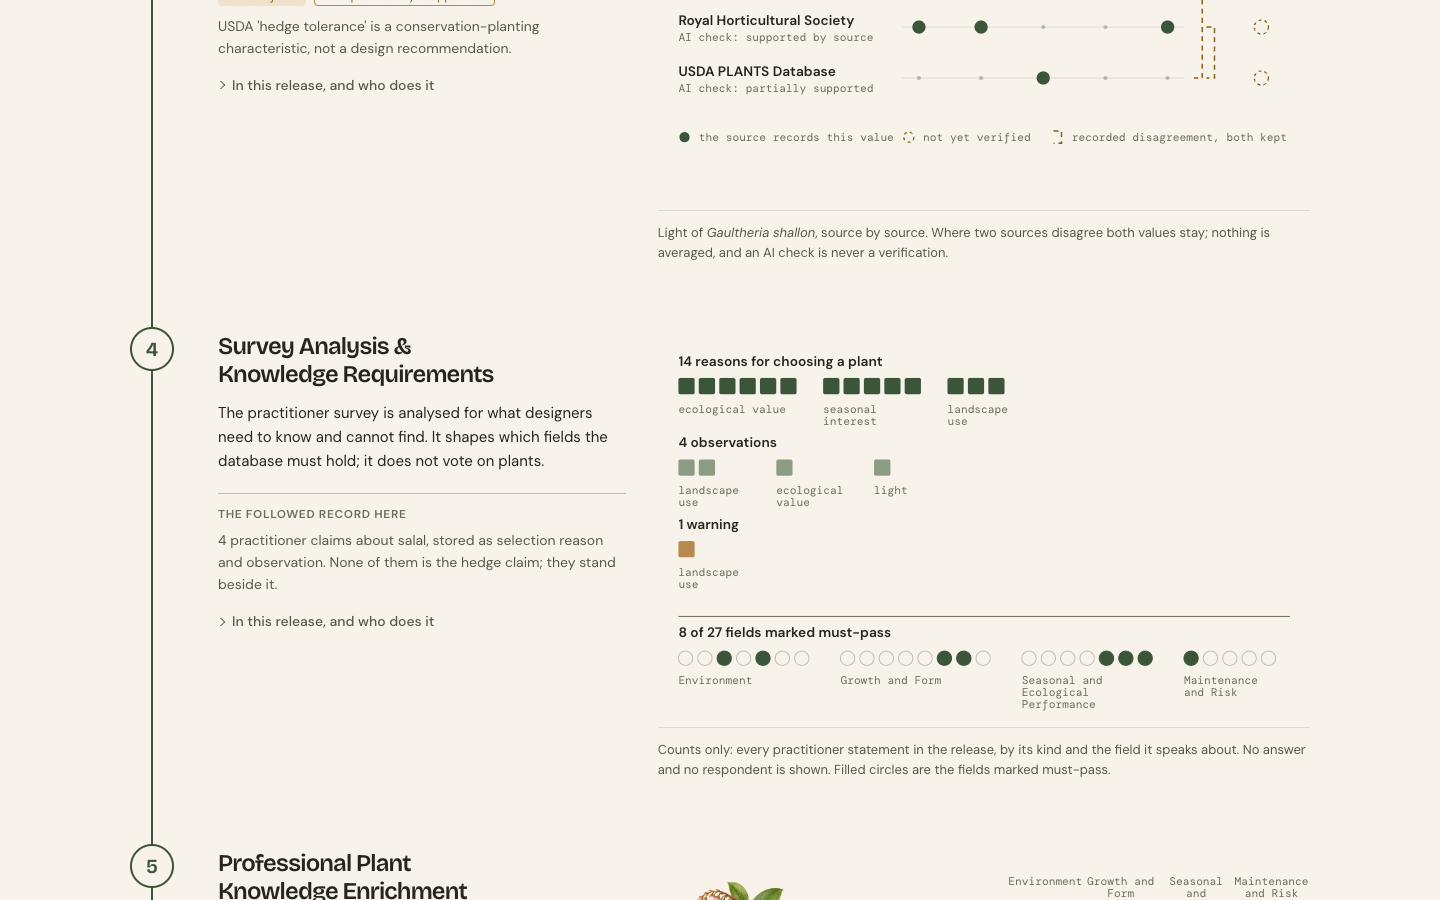 USDA 'hedge tolerance' is a conservation-planting
characteristic, not a design recommendation.
In this release, and who does it
Royal Horticultural Society
AI check: supported by source
USDA PLANTS Database
AI check: partially supported
the source records this value
not yet verified
recorded disagreement, both kept
Light of Gaultheria shallon, source by source. Where two sources disagree both values stay; nothing is
averaged, and an AI check is never a verification.
4
Survey Analysis &
Knowledge Requirements
The practitioner survey is analysed for what designers
need to know and cannot find. It shapes which fields the
database must hold; it does not vote on plants.
THE FOLLOWED RECORD HERE
4 practitioner claims about salal, stored as selection reason
and observation. None of them is the hedge claim; they stand
beside it.
In this release, and who does it
14 reasons for choosing a plant
ecological value
seasonal
interest
landscape
use
4 observations
landscape
use
ecological
value
light
1 warning
landscape
use
8 of 27 fields marked must-pass
Environment
Growth and Form
Seasonal and
Ecological
Performance
Maintenance
and Risk
Counts only: every practitioner statement in the release, by its kind and the field it speaks about. No answer
and no respondent is shown. Filled circles are the fields marked must-pass.
5
Professional Plant
Knowledge Enrichment
Environment
Growth and
Form
Seasonal
and
Maintenance
and Risk